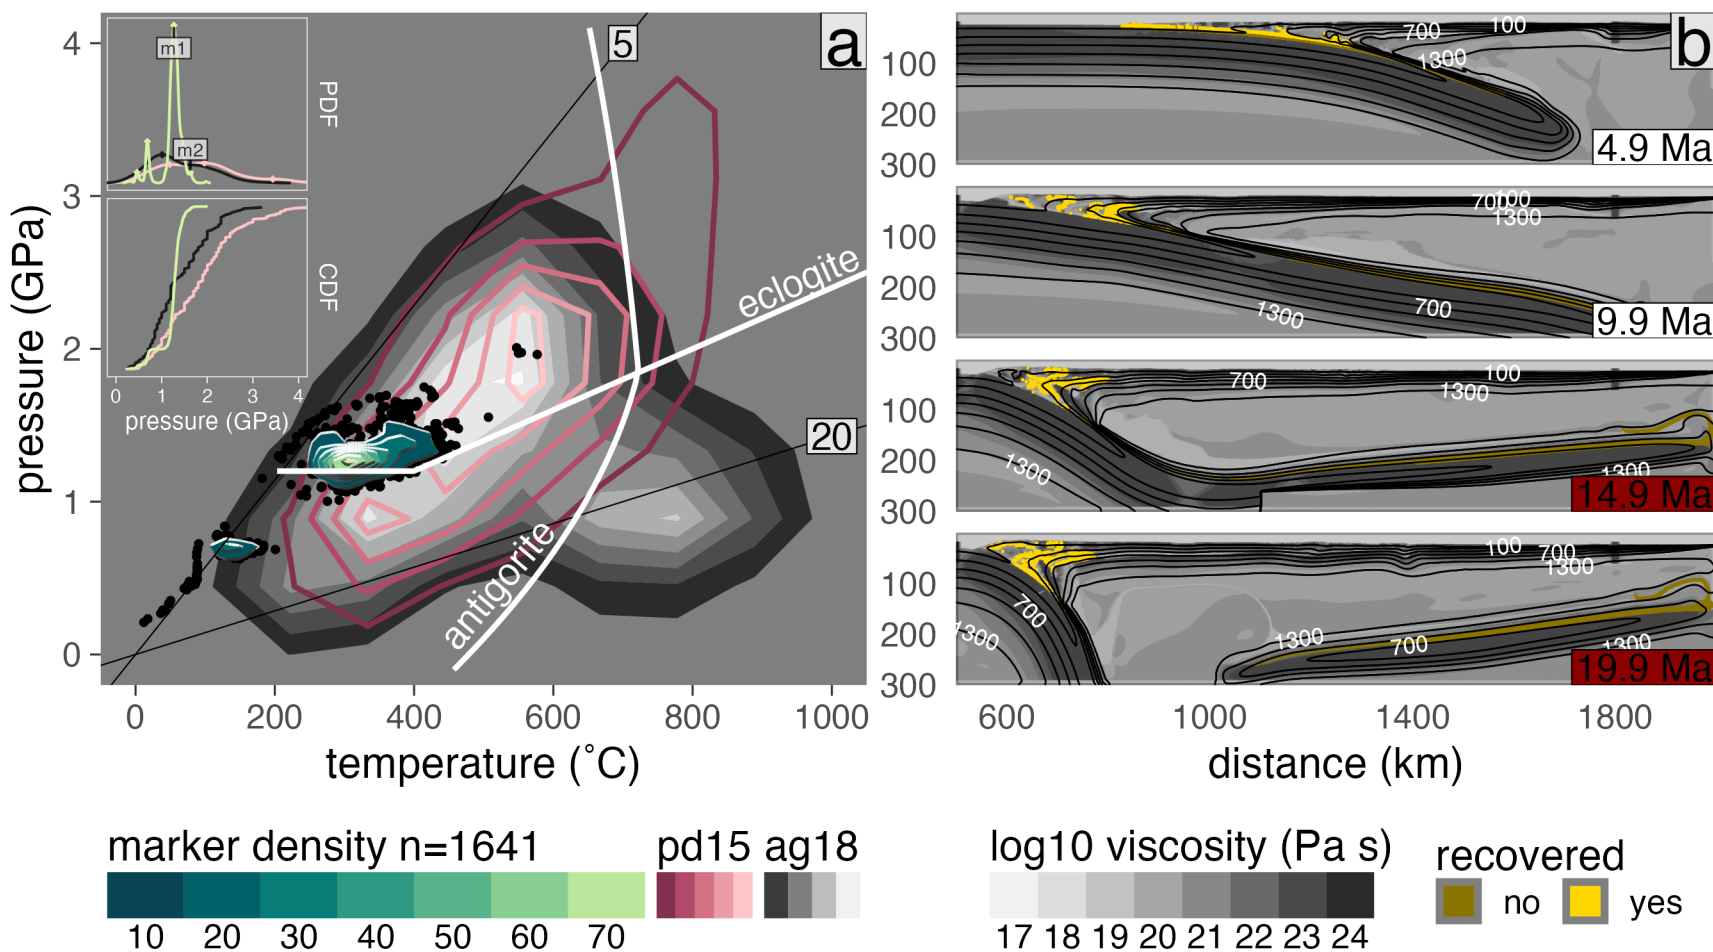 a
4
3
2
1
0
pressure (GPa)
0
200
400
600
800
1000
temperature (˚C)
5
20
eclogite
antigorite
m1
m2
PDF
CDF
0 1 2 3 4
pressure (GPa)
b
100
200
300
700
100
1300
4.9 Ma
100
200
300
700
100
1300
1300
700
9.9 Ma
100
200
300
100
700
1300
1300
1300
14.9 Ma
100
200
300
100
700
1300
700
1300
1300
700
1300
19.9 Ma
600
1000
1400
1800
distance (km)
marker density n=1641
10 20 30 40 50 60 70
pd15 ag18
log10 viscosity (Pa s)
17 18 19 20 21 22 23 24
recovered
no yes